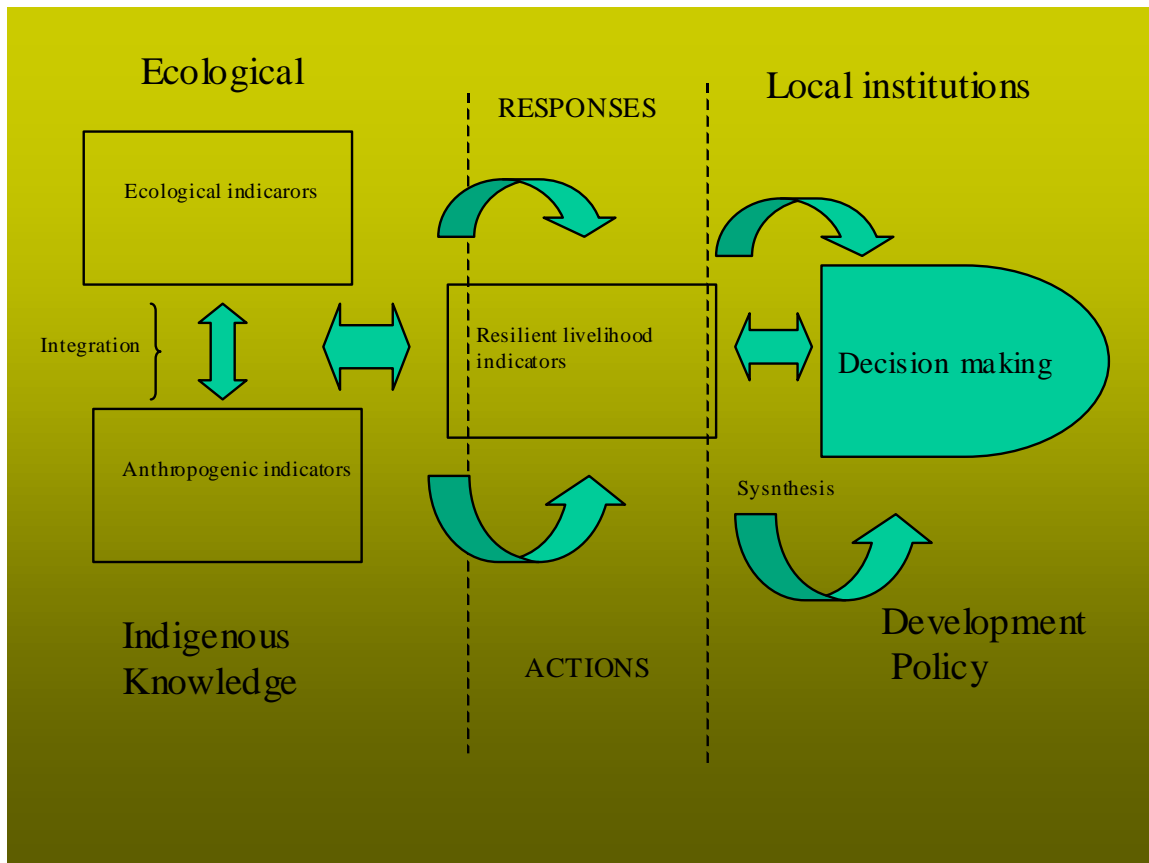 Ecological
RESPONSES
Local institutions
Ecological indicarors
Integration
Resilient livelihood
indicators
Decision making
Anthropogenic indicators
Sysnthesis
Indigenous
Knowledge
ACTIONS
Development
Policy